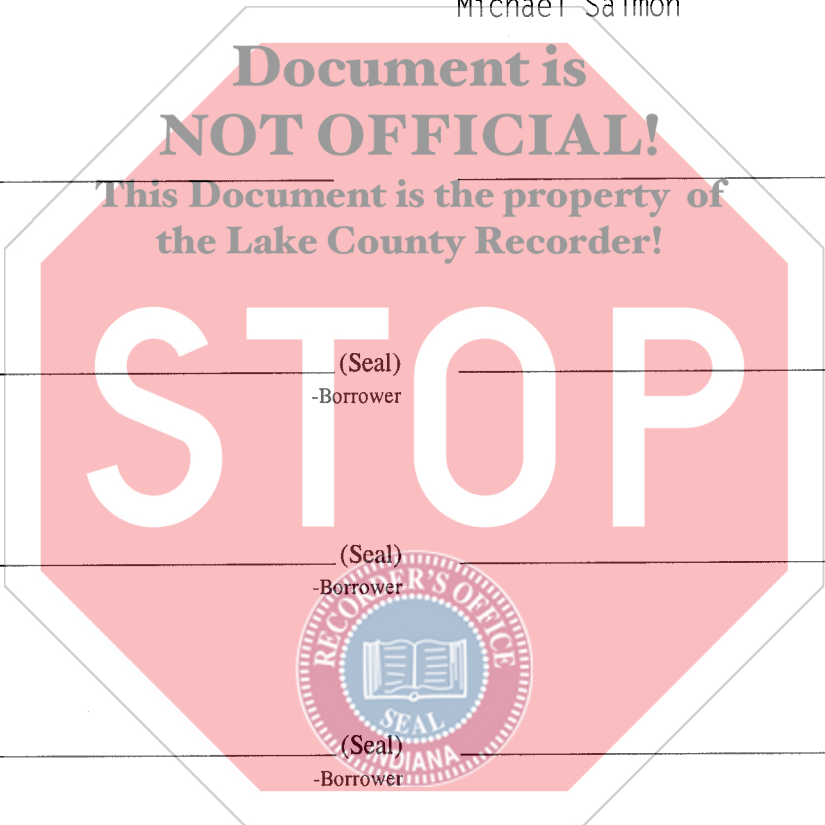 Michael Salmon
Document is
NOT OFFICIAL!
This Document is the property of
the Lake County Recorder!
STOP
(Seal)
-Borrower
(Seal)
-Borrower
RECORDER'S OFFICE
SEAL
INDIANA
(Seal)
-Borrower